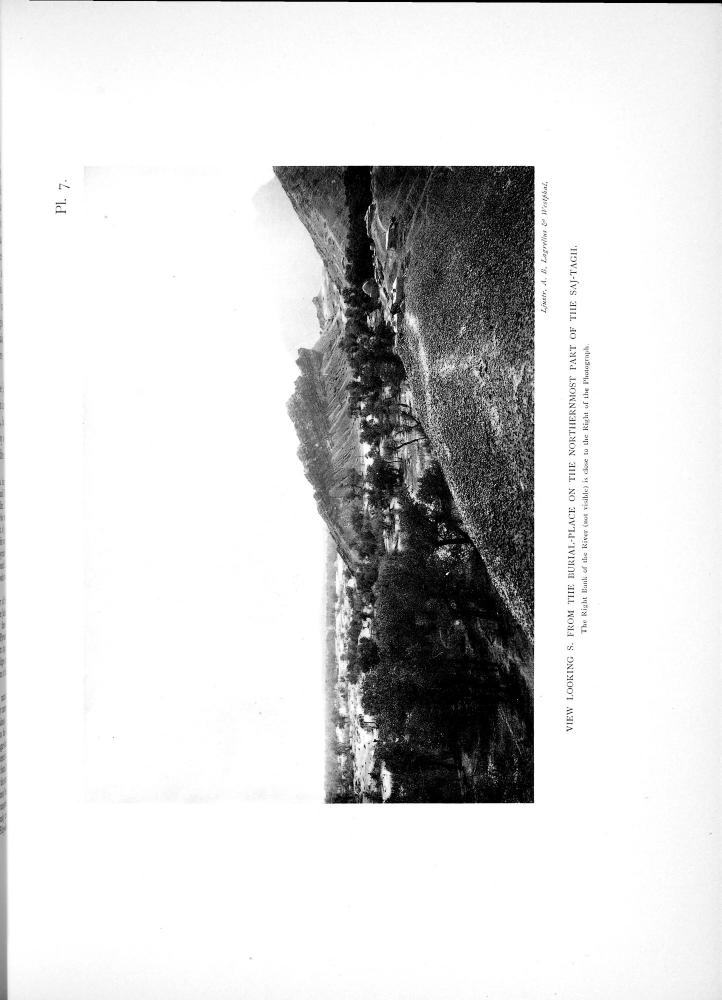 Pl. 7.
Ljustr. A. B. Lagrelius & Westphal.
VIEW LOOKING S. FROM THE BURIAL-PLACE ON THE NORTHERNMOST PART OF THE SAJ-TAGH.
The Right Bank of the River (not visible) is close to the Right of the Photograph.